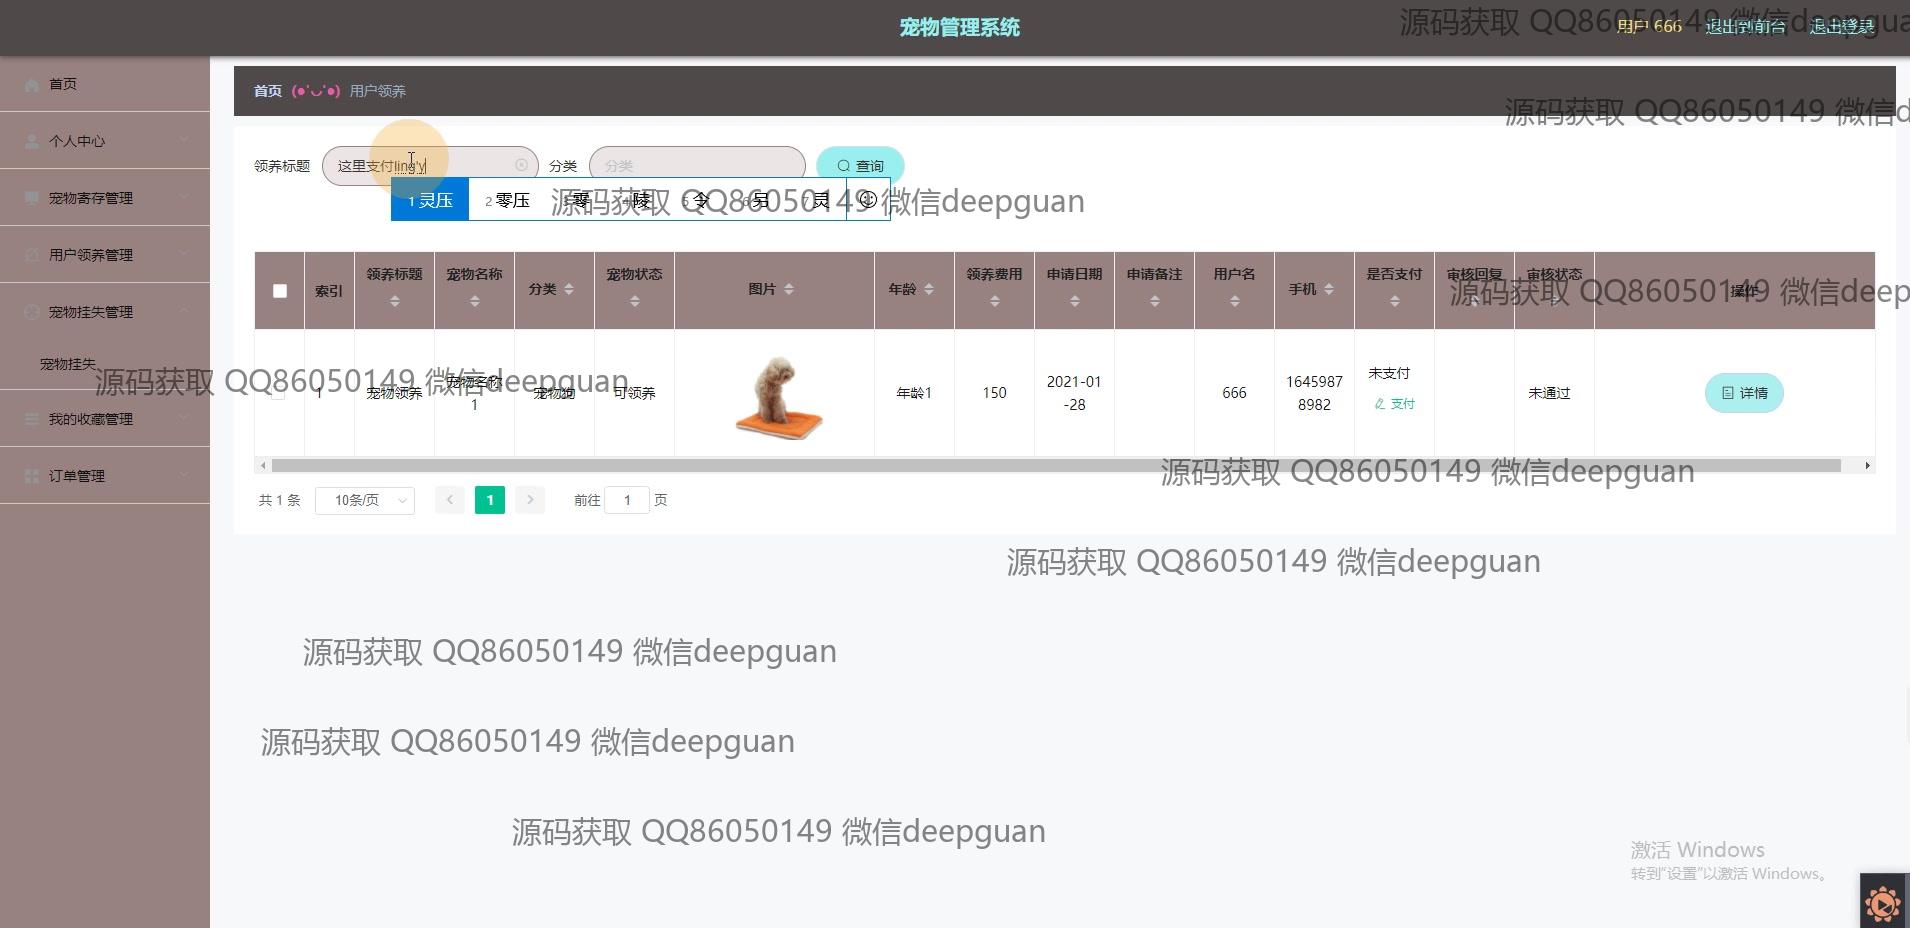 宠物管理系统
用户 666 退出到前台 退出登录
源码获取 QQ86050149 微信deepgua
首页
个人中心
宠物寄存管理
用户领养管理
宠物挂失管理
宠物挂失
我的收藏管理
订单管理
首页 (●'◡'●) 用户领养
源码获取 QQ86050149 微信d
领养标题 这里支付ling'y 分类 分类 查询
1 灵压 2 零压 3 零 4 陵 5 令 6 另 7 灵
源码获取 QQ86050149 微信deepguan
索引 领养标题 宠物名称 分类 宠物状态 图片 年龄 领养费用 申请日期 申请备注 用户名 手机 是否支付 审核回复 审核状态 操作
源码获取 QQ86050149 微信deep
1 宠物领养 宠物名称1 宠物狗 可领养 年龄1 150 2021-01-28 666 16459878982 未支付 支付 未通过 详情
源码获取 QQ86050149 微信deepguan
源码获取 QQ86050149 微信deepguan
共 1 条 10条/页 1 前往 1 页
源码获取 QQ86050149 微信deepguan
源码获取 QQ86050149 微信deepguan
源码获取 QQ86050149 微信deepguan
源码获取 QQ86050149 微信deepguan
激活 Windows
转到“设置”以激活 Windows。